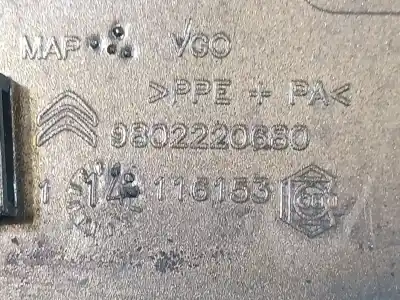 MAP VGO
>PPE + PA<
9802220680
1 14 116153